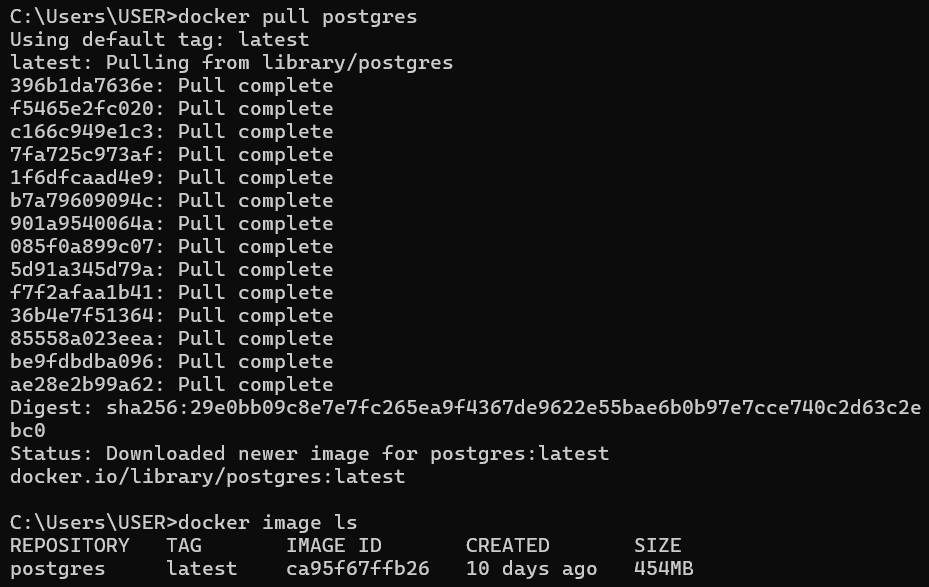 C:\Users\USER>docker pull postgres
Using default tag: latest
latest: Pulling from library/postgres
396b1da7636e: Pull complete
f5465e2fc020: Pull complete
c166c949e1c3: Pull complete
7fa725c973af: Pull complete
1f6dfcaad4e9: Pull complete
b7a79609094c: Pull complete
901a9540064a: Pull complete
085f0a899c07: Pull complete
5d91a345d79a: Pull complete
f7f2afaa1b41: Pull complete
36b4e7f51364: Pull complete
85558a023eea: Pull complete
be9fdbdba096: Pull complete
ae28e2b99a62: Pull complete
Digest: sha256:29e0bb09c8e7e7fc265ea9f4367de9622e55bae6b0b97e7cce740c2d63c2e
bc0
Status: Downloaded newer image for postgres:latest
docker.io/library/postgres:latest
C:\Users\USER>docker image ls
REPOSITORY   TAG       IMAGE ID       CREATED       SIZE
postgres     latest    ca95f67ffb26   10 days ago   454MB